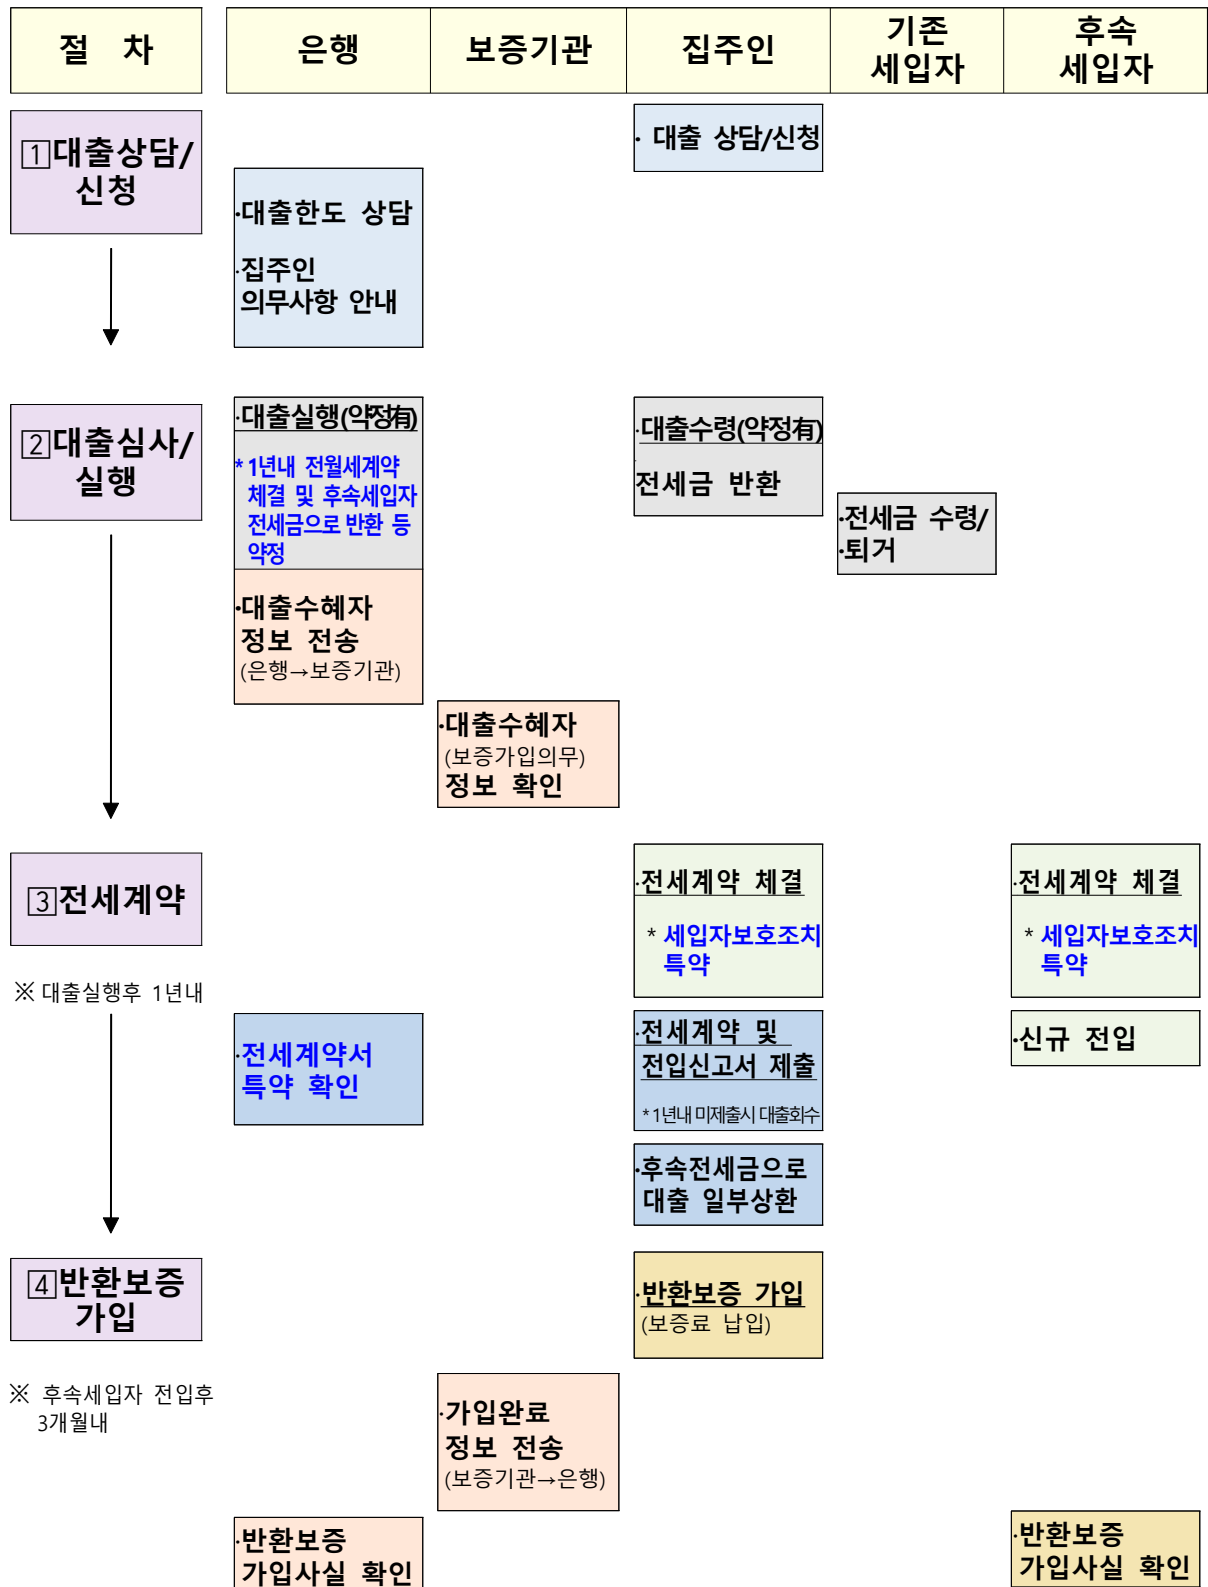 절 차
은행
보증기관
집주인
기존
세입자
후속
세입자
1대출상담/
신청
· 대출 상담/신청
·대출한도 상담
·집주인
의무사항 안내
2대출심사/
실행
·대출실행(약정有)
* 1년내 전월세계약
체결 및 후속세입자
전세금으로 반환 등
약정
·대출수령(약정有)
전세금 반환
·전세금 수령/
·퇴거
·대출수혜자
정보 전송
(은행→보증기관)
·대출수혜자
(보증가입의무)
정보 확인
3전세계약
※ 대출실행후 1년내
·전세계약 체결
* 세입자보호조치
특약
·전세계약 체결
* 세입자보호조치
특약
·전세계약서
특약 확인
·전세계약 및
전입신고서 제출
* 1년내 미제출시 대출회수
·신규 전입
·후속전세금으로
대출 일부상환
4반환보증
가입
※ 후속세입자 전입후
3개월내
·반환보증 가입
(보증료 납입)
·가입완료
정보 전송
(보증기관→은행)
·반환보증
가입사실 확인
·반환보증
가입사실 확인